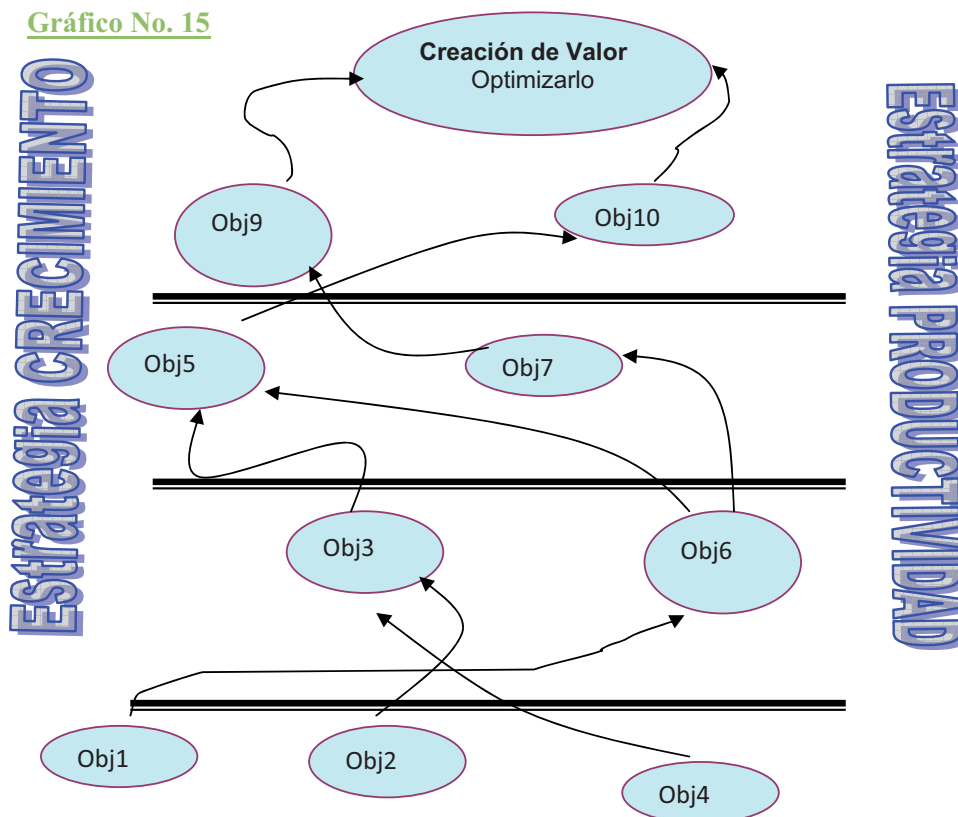 Gráfico No. 15
Estrategia CRECIMIENTO
Creación de Valor
Optimizarlo
Estrategia PRODUCTIVIDAD
Obj9
Obj10
Obj5
Obj7
Obj3
Obj6
Obj1
Obj2
Obj4